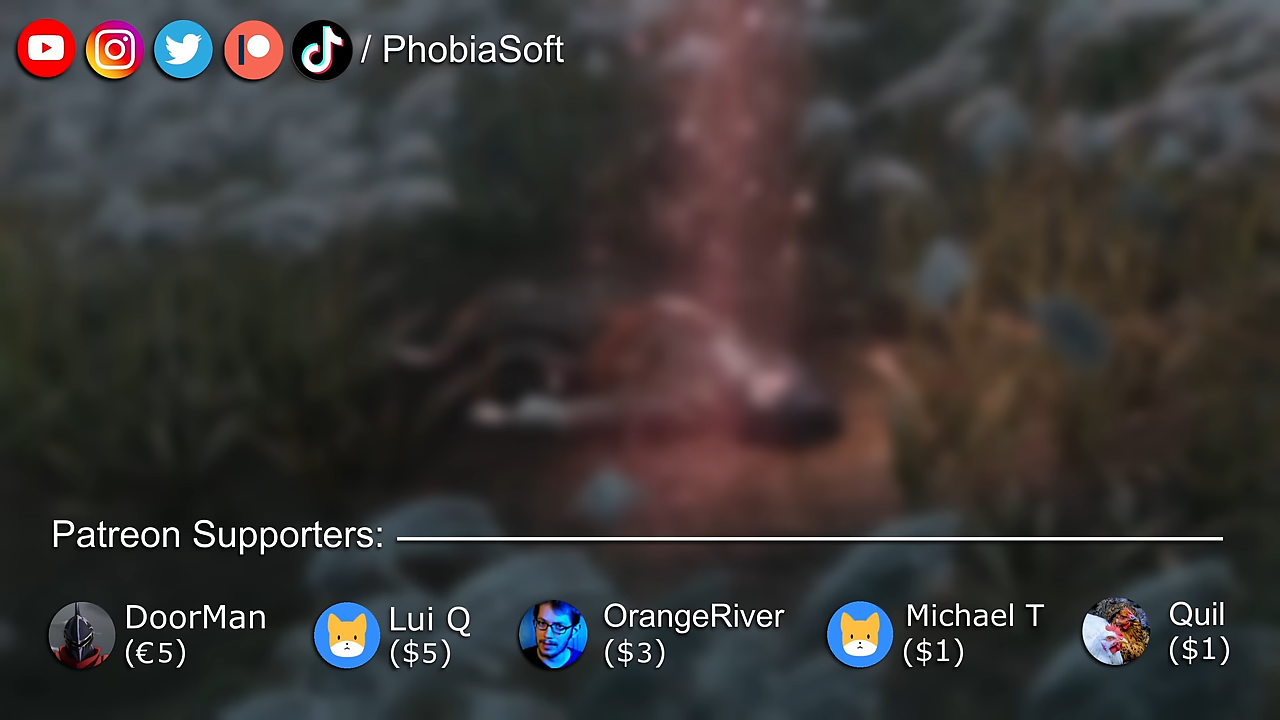 / PhobiaSoft
Patreon Supporters:
DoorMan
(€5)
Lui Q
($5)
OrangeRiver
($3)
Michael T
($1)
Quil
($1)